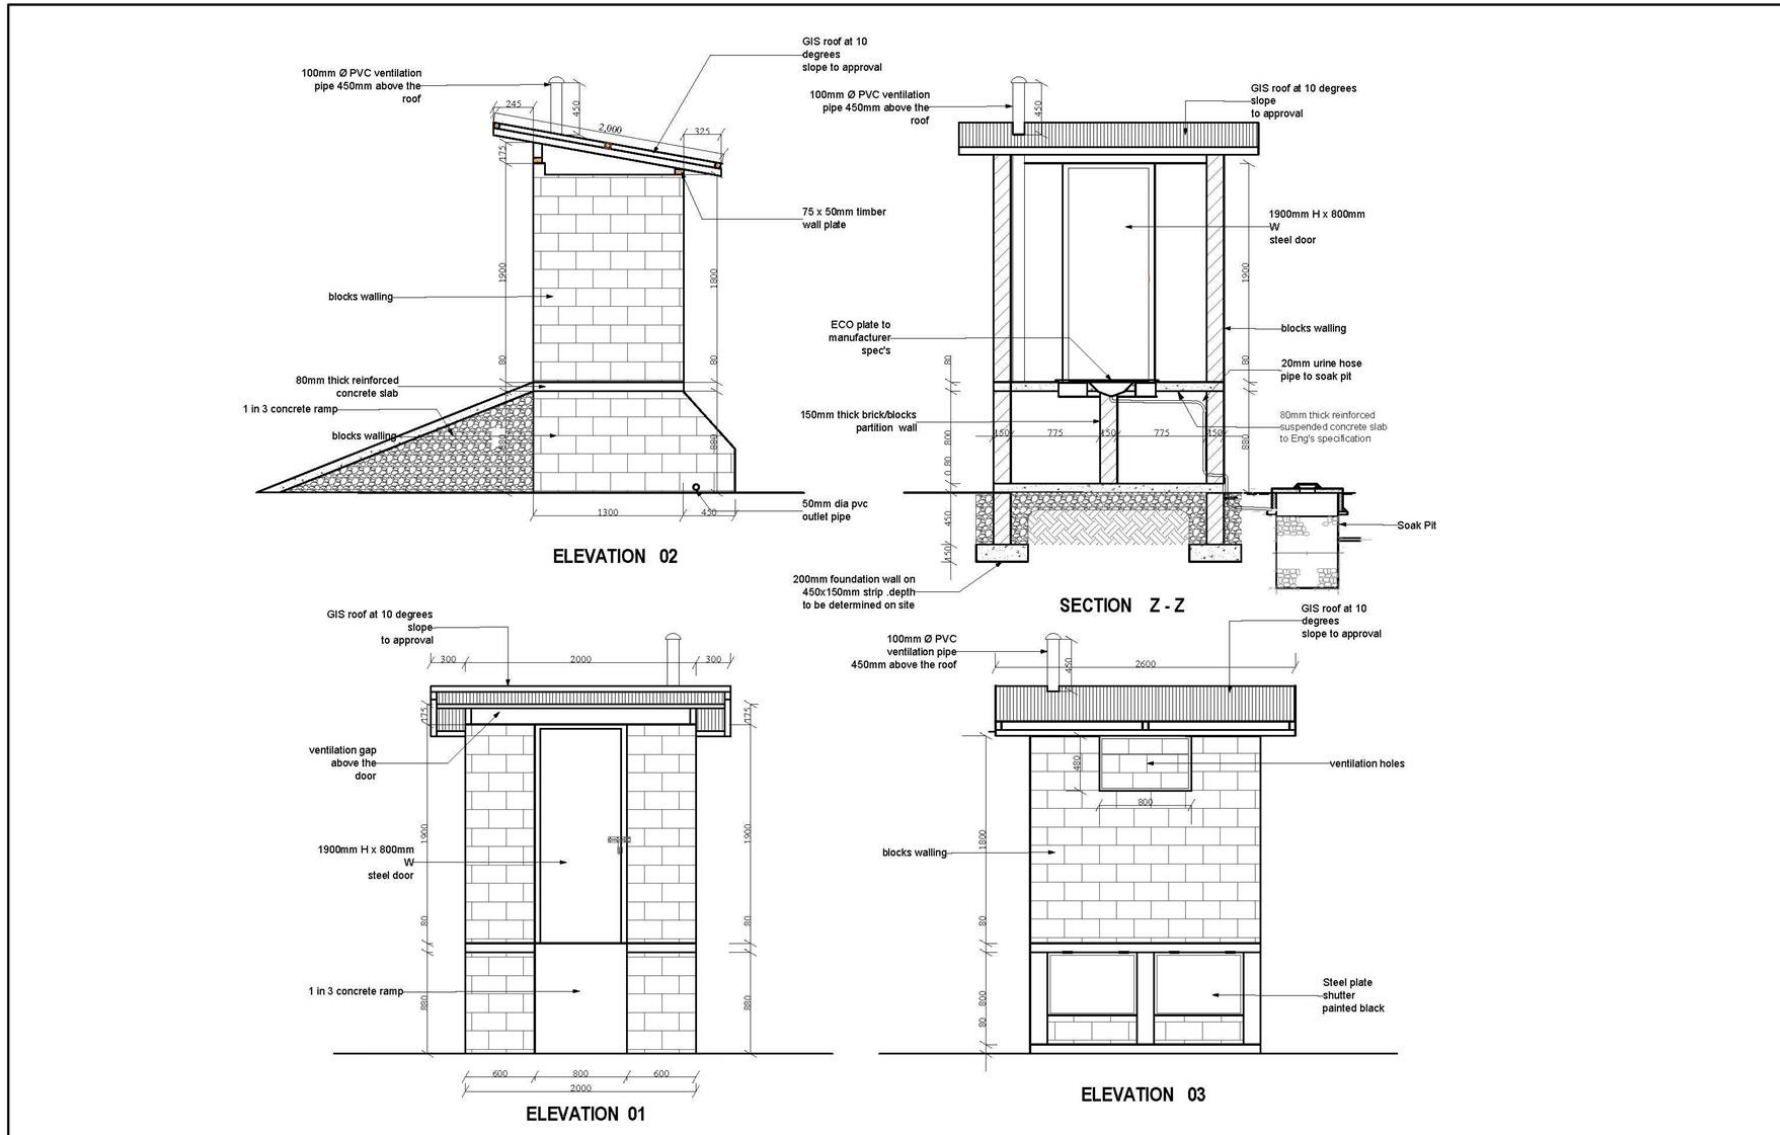 100mm Ø PVC ventilation
pipe 450mm above the
roof
GIS roof at 10
degrees
slope to approval
245
450
2,000
325
175
75 x 50mm timber
wall plate
1900
1800
blocks walling
80
80
80mm thick reinforced
concrete slab
1 in 3 concrete ramp
blocks walling
880
880
1300
450
50mm dia pvc
outlet pipe
ELEVATION 02
100mm Ø PVC ventilation
pipe 450mm above the
roof
450
GIS roof at 10 degrees
slope
to approval
1900mm H x 800mm
W
steel door
1900
ECO plate to
manufacturer
spec's
blocks walling
80
80
20mm urine hose
pipe to soak pit
150mm thick brick/blocks
partition wall
80mm thick reinforced
suspended concrete slab
to Eng's specification
150
775
450
775
150
800
880
80
450
150
Soak Pit
200mm foundation wall on
450x150mm strip .depth
to be determined on site
SECTION Z - Z
GIS roof at 10 degrees
slope
to approval
300
2000
300
175
175
ventilation gap
above the
door
1900
1900
1900mm H x 800mm
W
steel door
80
80
1 in 3 concrete ramp
880
880
600
800
600
2000
ELEVATION 01
100mm Ø PVC
ventilation pipe
450mm above the roof
450
GIS roof at 10
degrees
slope to approval
2600
480
ventilation holes
800
1800
blocks walling
80
800
80
Steel plate
shutter
painted black
ELEVATION 03